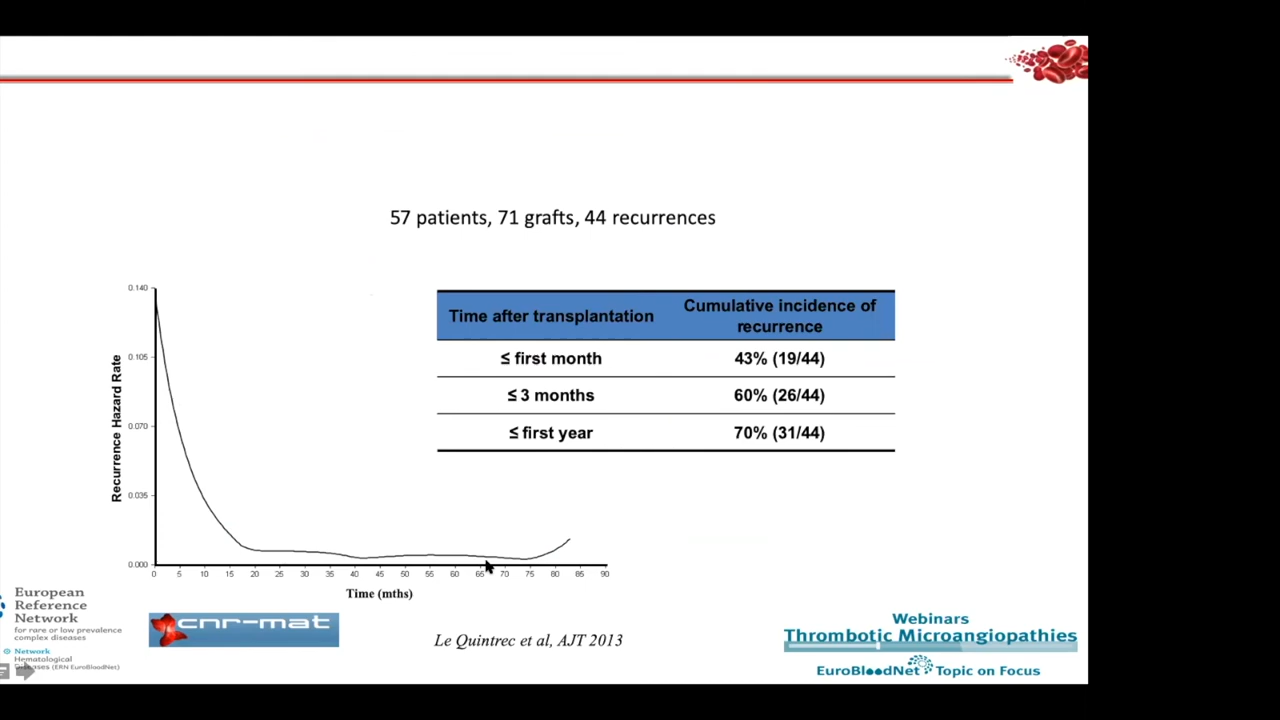 57 patients, 71 grafts, 44 recurrences
Recurrence Hazard Rate
0.140
0.105
0.070
0.035
0.000
0 5 10 15 20 25 30 35 40 45 50 55 60 65 70 75 80 85 90
Time (mths)
Time after transplantation
Cumulative incidence of
recurrence
≤ first month 43% (19/44)
≤ 3 months 60% (26/44)
≤ first year 70% (31/44)
European
Reference
Network
for rare or low prevalence
complex diseases
Network
Hematological
Diseases (ERN EuroBloodNet)
cnr-mat
Le Quintrec et al, AJT 2013
Webinars
Thrombotic Microangiopathies
EuroBloodNet Topic on Focus